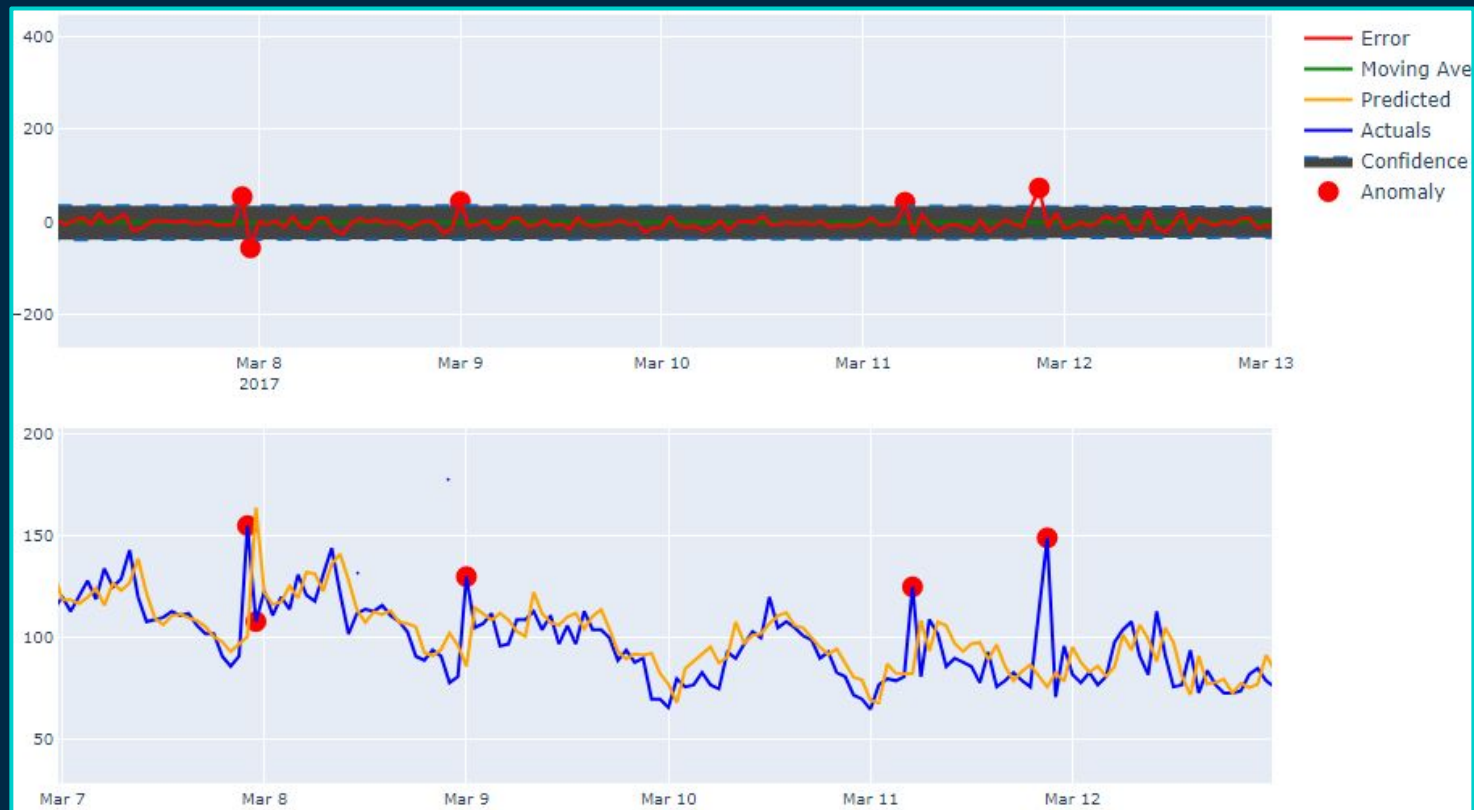 400
200
0
−200
Mar 8
2017
Mar 9
Mar 10
Mar 11
Mar 12
Mar 13
Error
Moving Ave
Predicted
Actuals
Confidence
Anomaly
200
150
100
50
Mar 7
Mar 8
Mar 9
Mar 10
Mar 11
Mar 12